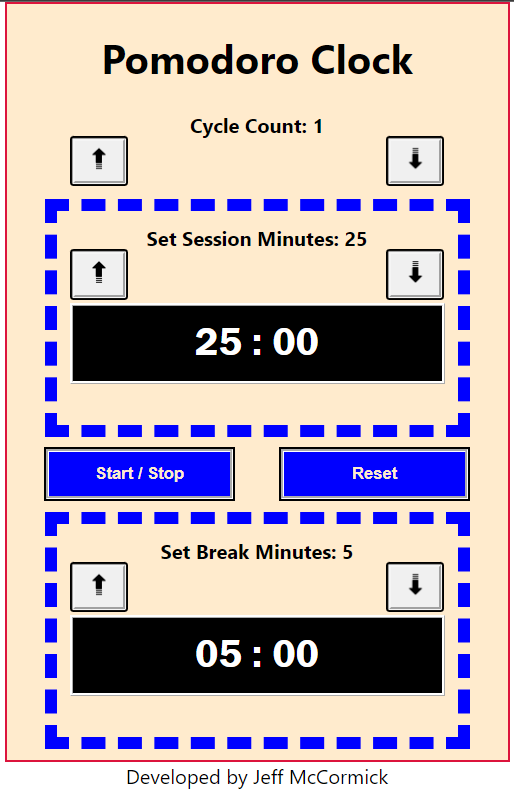 Pomodoro Clock
Cycle Count: 1
Set Session Minutes: 25
25 : 00
Start / Stop
Reset
Set Break Minutes: 5
05 : 00
Developed by Jeff McCormick